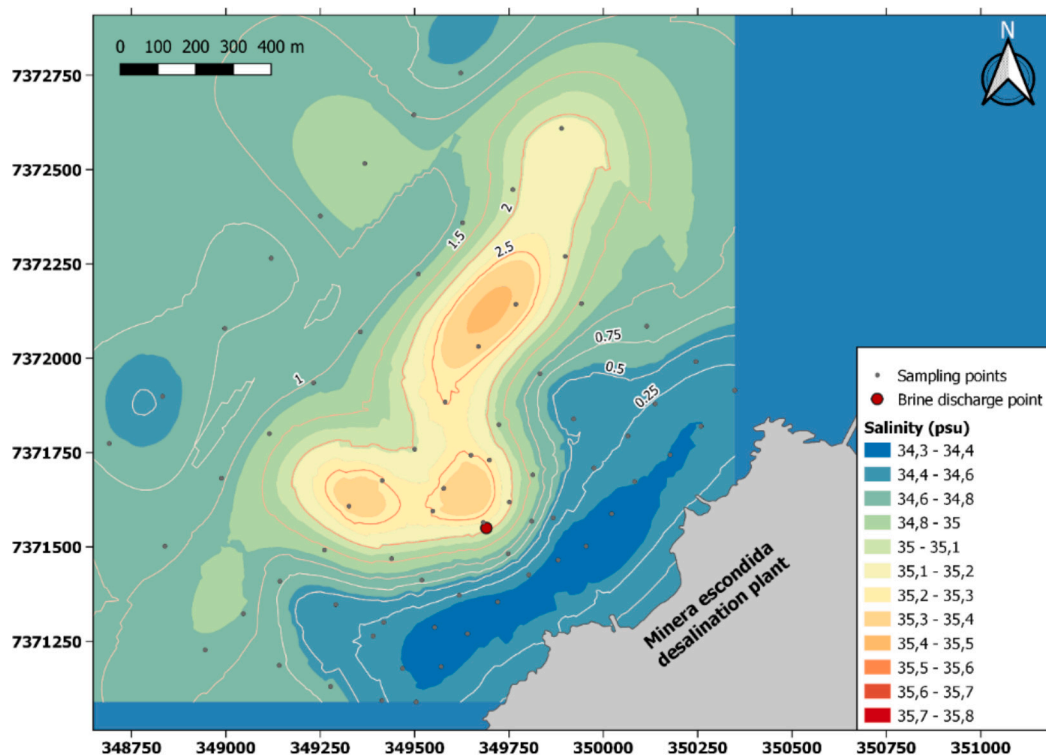 0 100 200 300 400 m
N
7372750
7372500
7372250
7372000
7371750
7371500
7371250
2
1.5
2.5
0.75
0.5
1
0.25
Minera escondida
desalination plant
Sampling points
Brine discharge point
Salinity (psu)
34,3 - 34,4
34,4 - 34,6
34,6 - 34,8
34,8 - 35
35 - 35,1
35,1 - 35,2
35,2 - 35,3
35,3 - 35,4
35,4 - 35,5
35,5 - 35,6
35,6 - 35,7
35,7 - 35,8
348750 349000 349250 349500 349750 350000 350250 350500 350750 351000